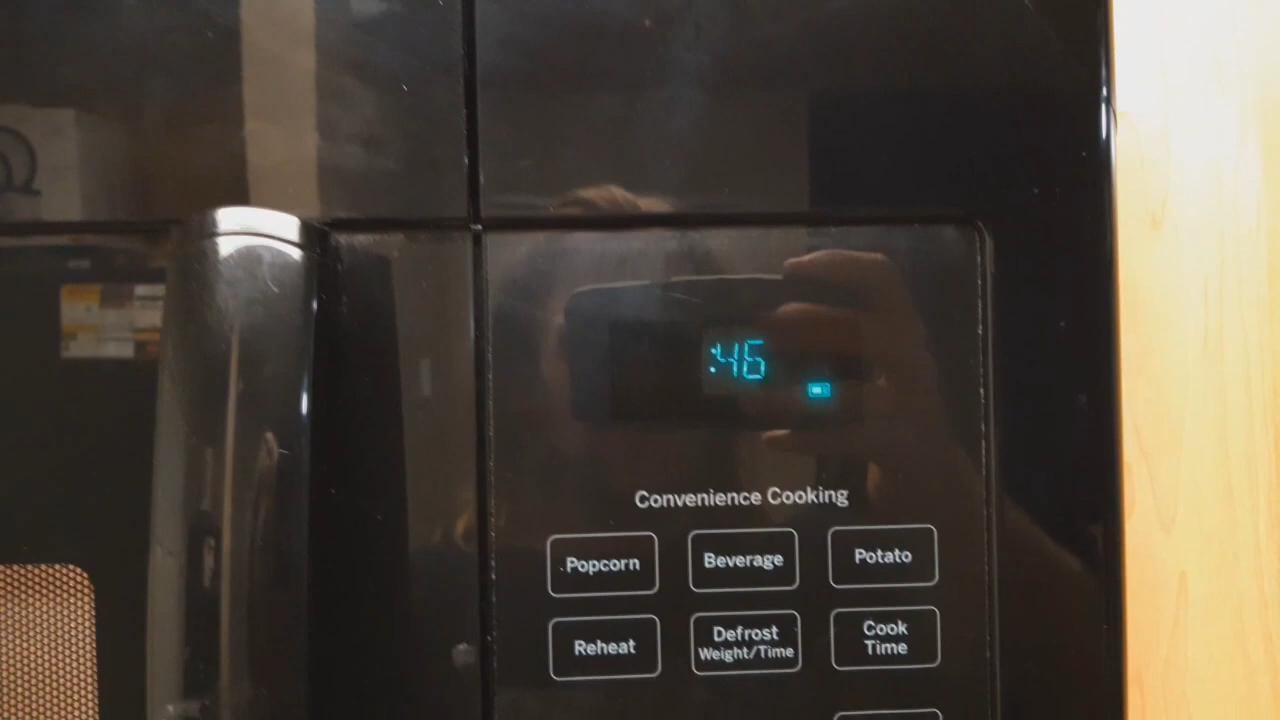 :46
Convenience Cooking
Popcorn
Beverage
Potato
Reheat
Defrost
Weight/Time
Cook
Time